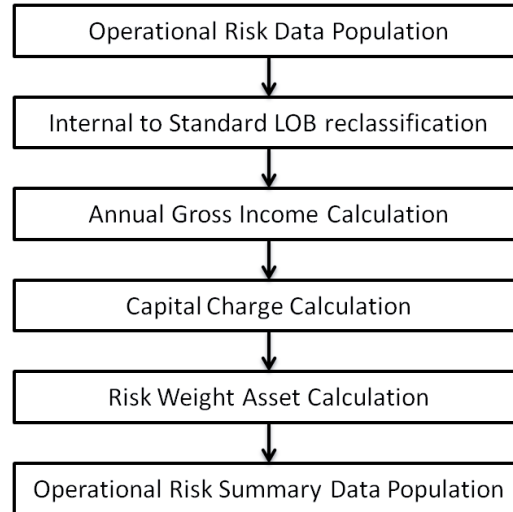 Operational Risk Data Population
Internal to Standard LOB reclassification
Annual Gross Income Calculation
Capital Charge Calculation
Risk Weight Asset Calculation
Operational Risk Summary Data Population